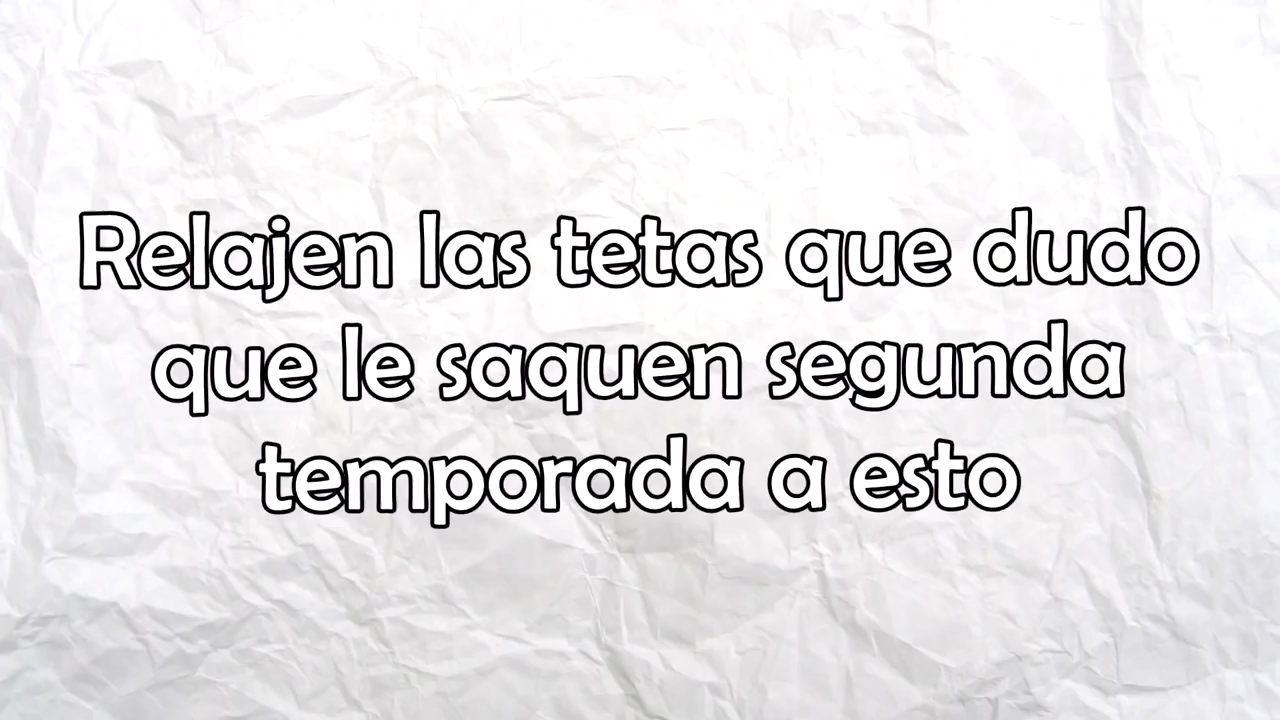 Relajen las tetas que dudo
que le saquen segunda
temporada a esto